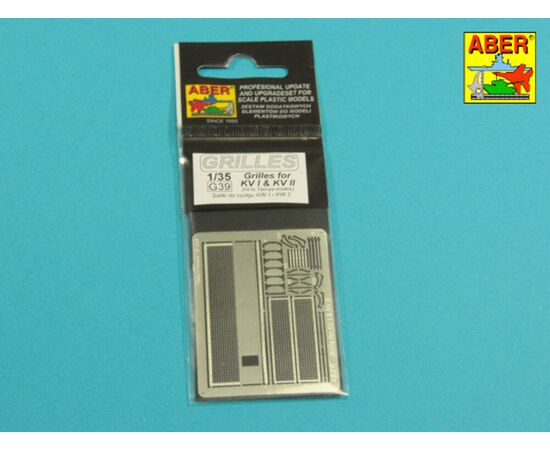 ABER
ABER
SINCE 1995
PROFESIONAL UPDATE
AND UPGRADESET FOR
SCALE PLASTIC MODELS
ZESTAW DODATKOWYCH
ELEMENTÓW DO MODELI
PLASTIKOWYCH
GRILLES
1/35
G39
Grilles for
KV I & KV II
Siatki do czołgu KW 1 i KW 2